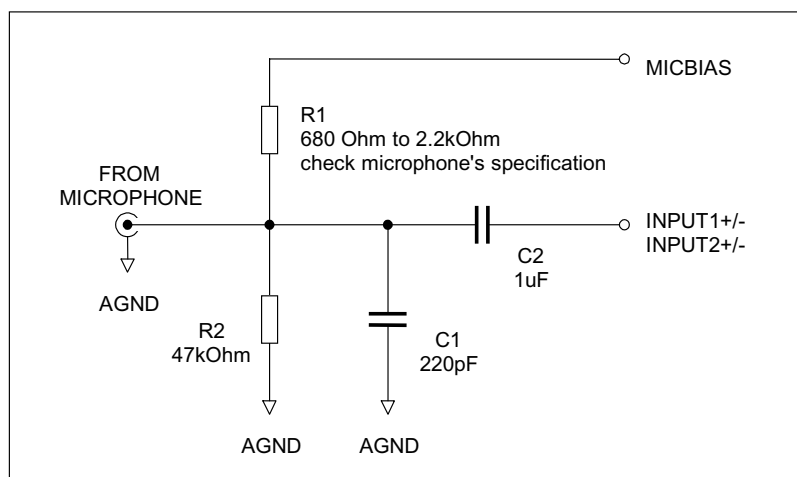 MICBIAS
R1
680 Ohm to 2.2kOhm
check microphone's specification
FROM
MICROPHONE
INPUT1+/-
INPUT2+/-
C2
1uF
AGND
R2
47kOhm
C1
220pF
AGND
AGND